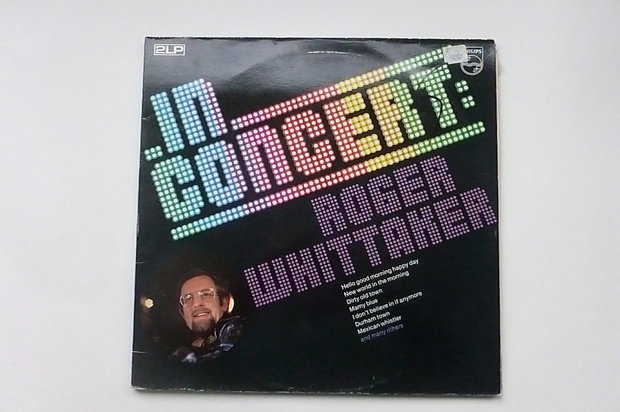 2LP
PHILIPS
IN
CONCERT:
ROGER
WHITTAKER
Hello good morning happy day
New world in the morning
Dirty old town
Mamy blue
I don't believe in if anymore
Durham town
Mexican whistler
and many others